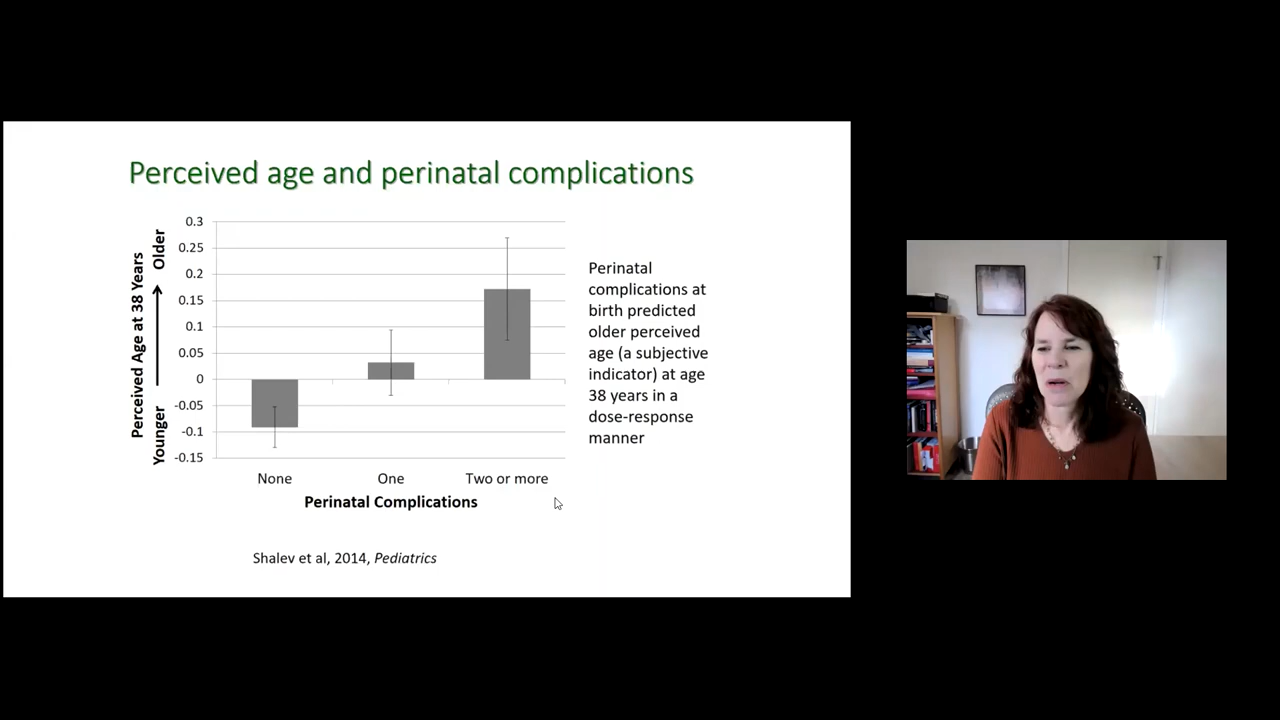 Perceived age and perinatal complications
Perceived Age at 38 Years
Younger
Older
0.3
0.25
0.2
0.15
0.1
0.05
0
-0.05
-0.1
-0.15
None
One
Two or more
Perinatal Complications
Perinatal
complications at
birth predicted
older perceived
age (a subjective
indicator) at age
38 years in a
dose-response
manner
Shalev et al, 2014, Pediatrics